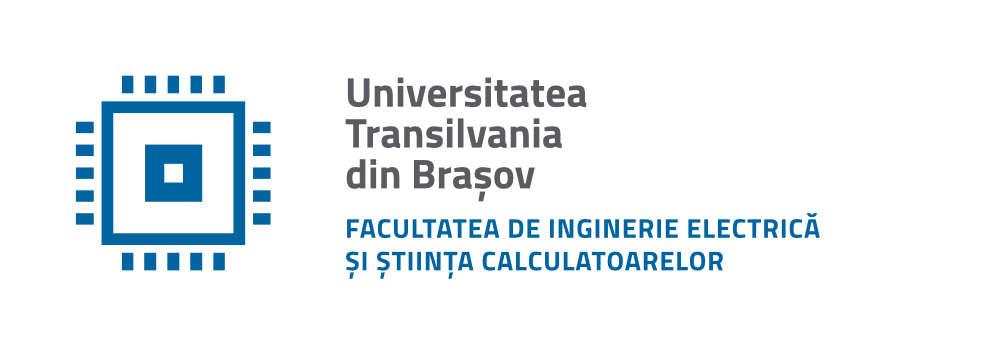 Universitatea
Transilvania
din Brașov
FACULTATEA DE INGINERIE ELECTRICĂ
ȘI ȘTIINȚA CALCULATOARELOR